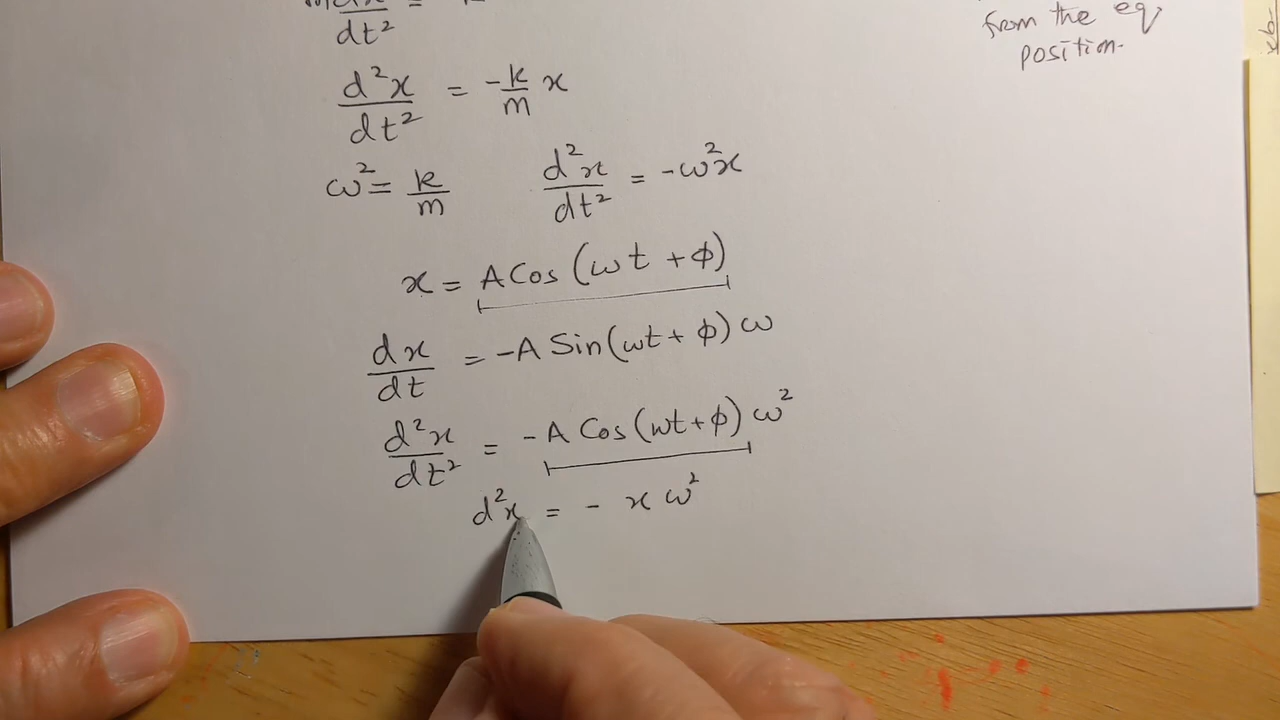 from the eq
position.
dt²
d²x/dt² = -k/m x
ω² = k/m   d²x/dt² = -ω²x
x = A Cos (ωt + ϕ)
dx/dt = -A Sin(ωt + ϕ) ω
d²x/dt² = -A Cos(ωt + ϕ) ω²
d²x = - x ω²